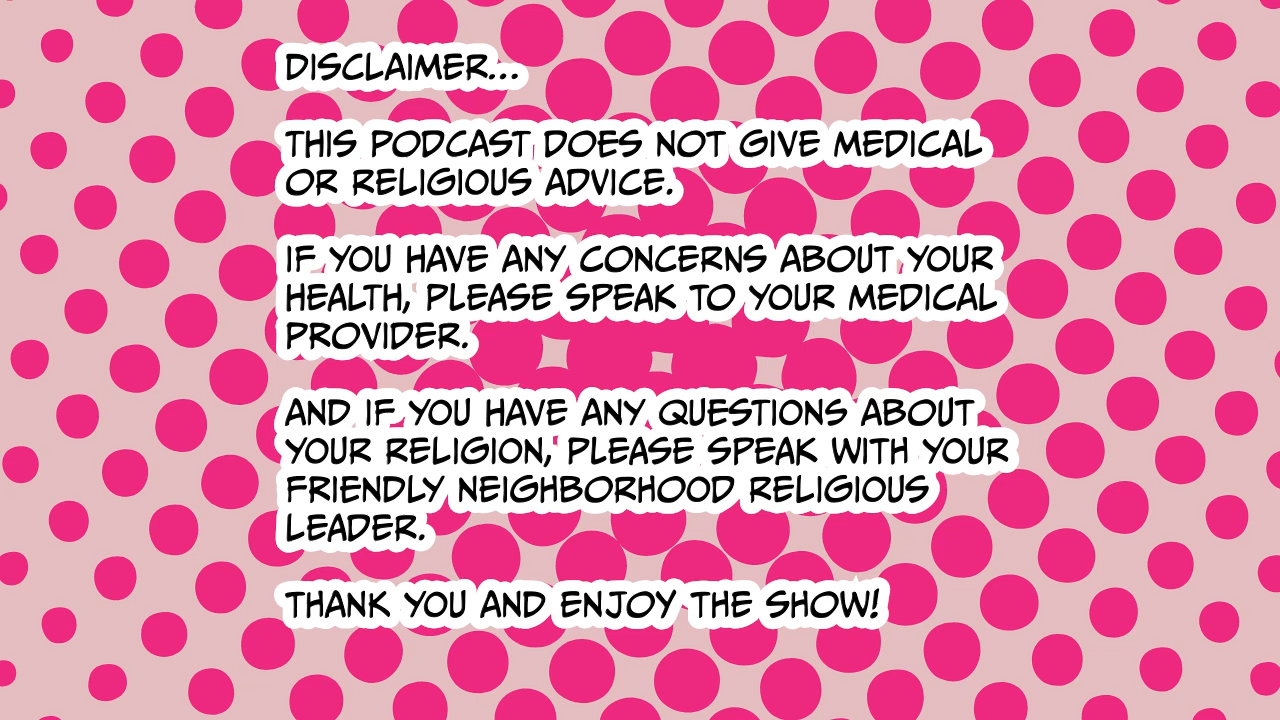 DISCLAIMER...
THIS PODCAST DOES NOT GIVE MEDICAL
OR RELIGIOUS ADVICE.
IF YOU HAVE ANY CONCERNS ABOUT YOUR
HEALTH, PLEASE SPEAK TO YOUR MEDICAL
PROVIDER.
AND IF YOU HAVE ANY QUESTIONS ABOUT
YOUR RELIGION, PLEASE SPEAK WITH YOUR
FRIENDLY NEIGHBORHOOD RELIGIOUS
LEADER.
THANK YOU AND ENJOY THE SHOW!